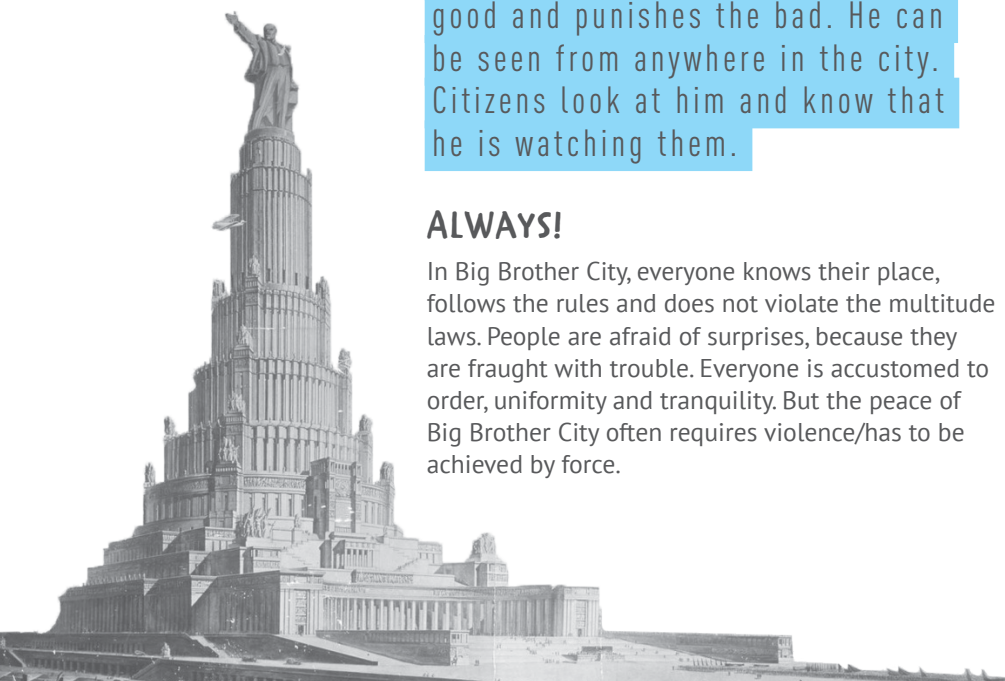 good and punishes the bad. He can
be seen from anywhere in the city.
Citizens look at him and know that
he is watching them.
ALWAYS!
In Big Brother City, everyone knows their place,
follows the rules and does not violate the multitude
laws. People are afraid of surprises, because they
are fraught with trouble. Everyone is accustomed to
order, uniformity and tranquility. But the peace of
Big Brother City often requires violence/has to be
achieved by force.